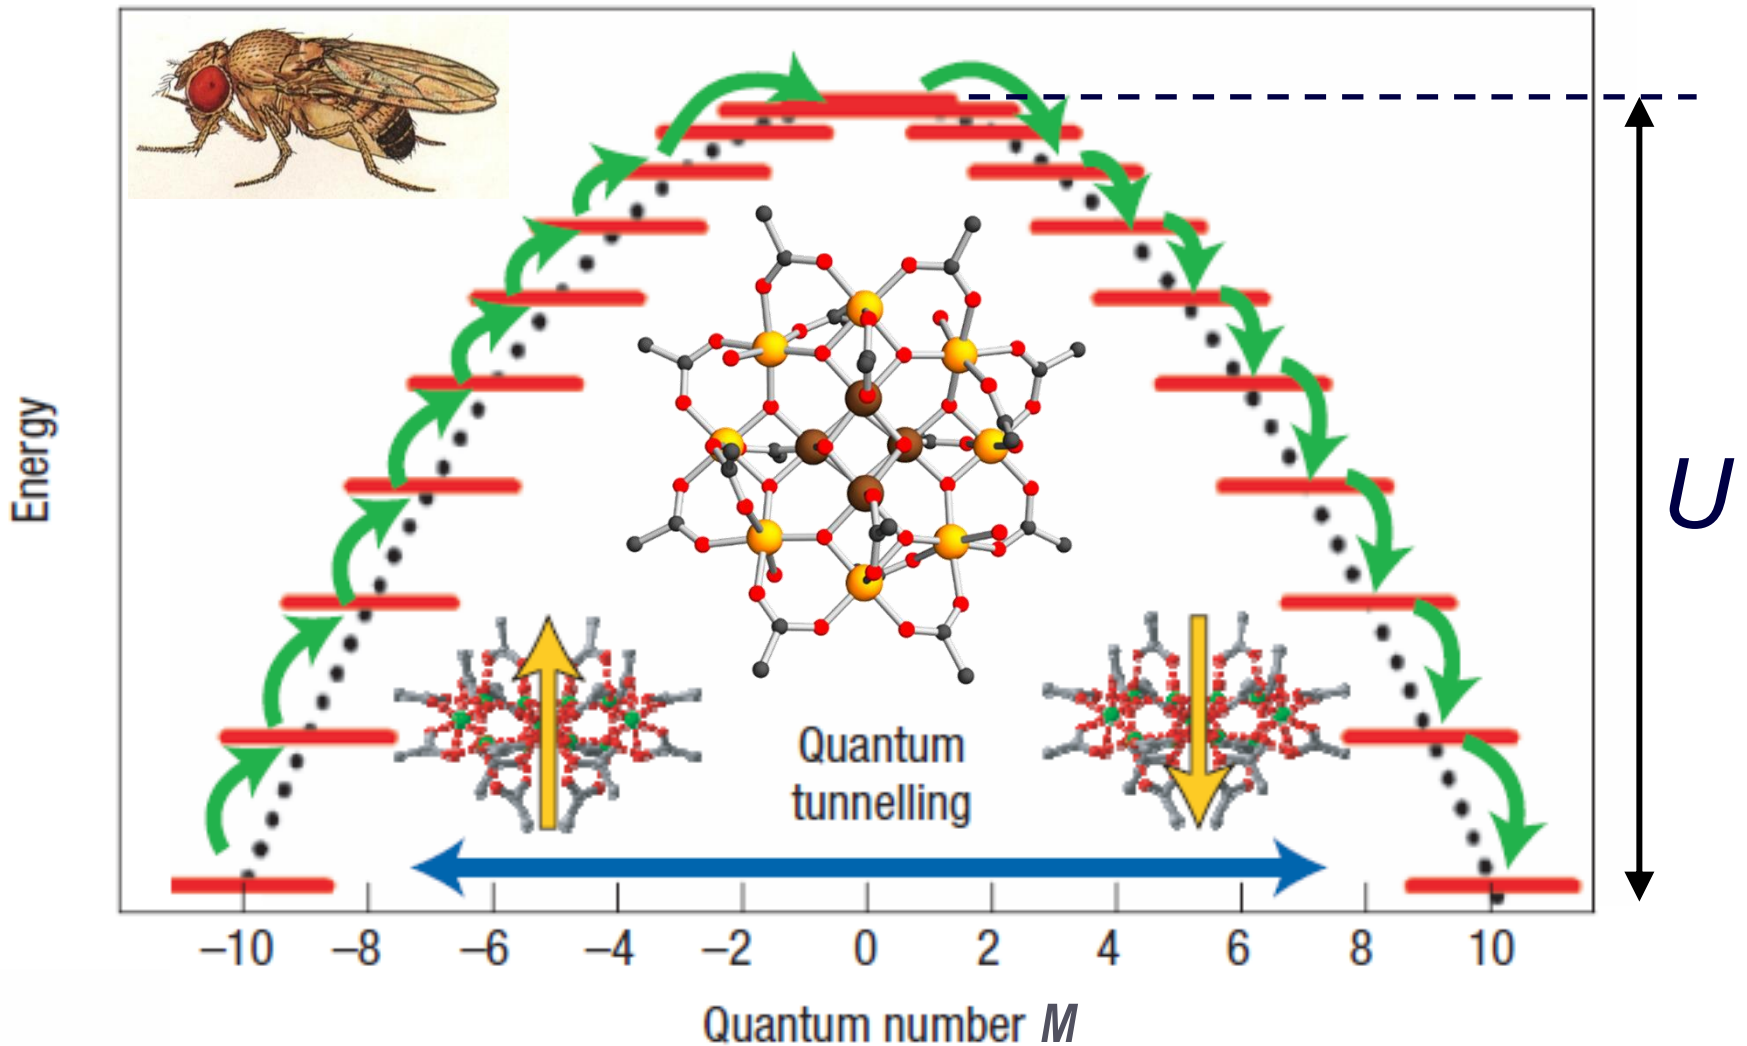 Energy
U
Quantum
tunnelling
–10 –8 –6 –4 –2 0 2 4 6 8 10
Quantum number M